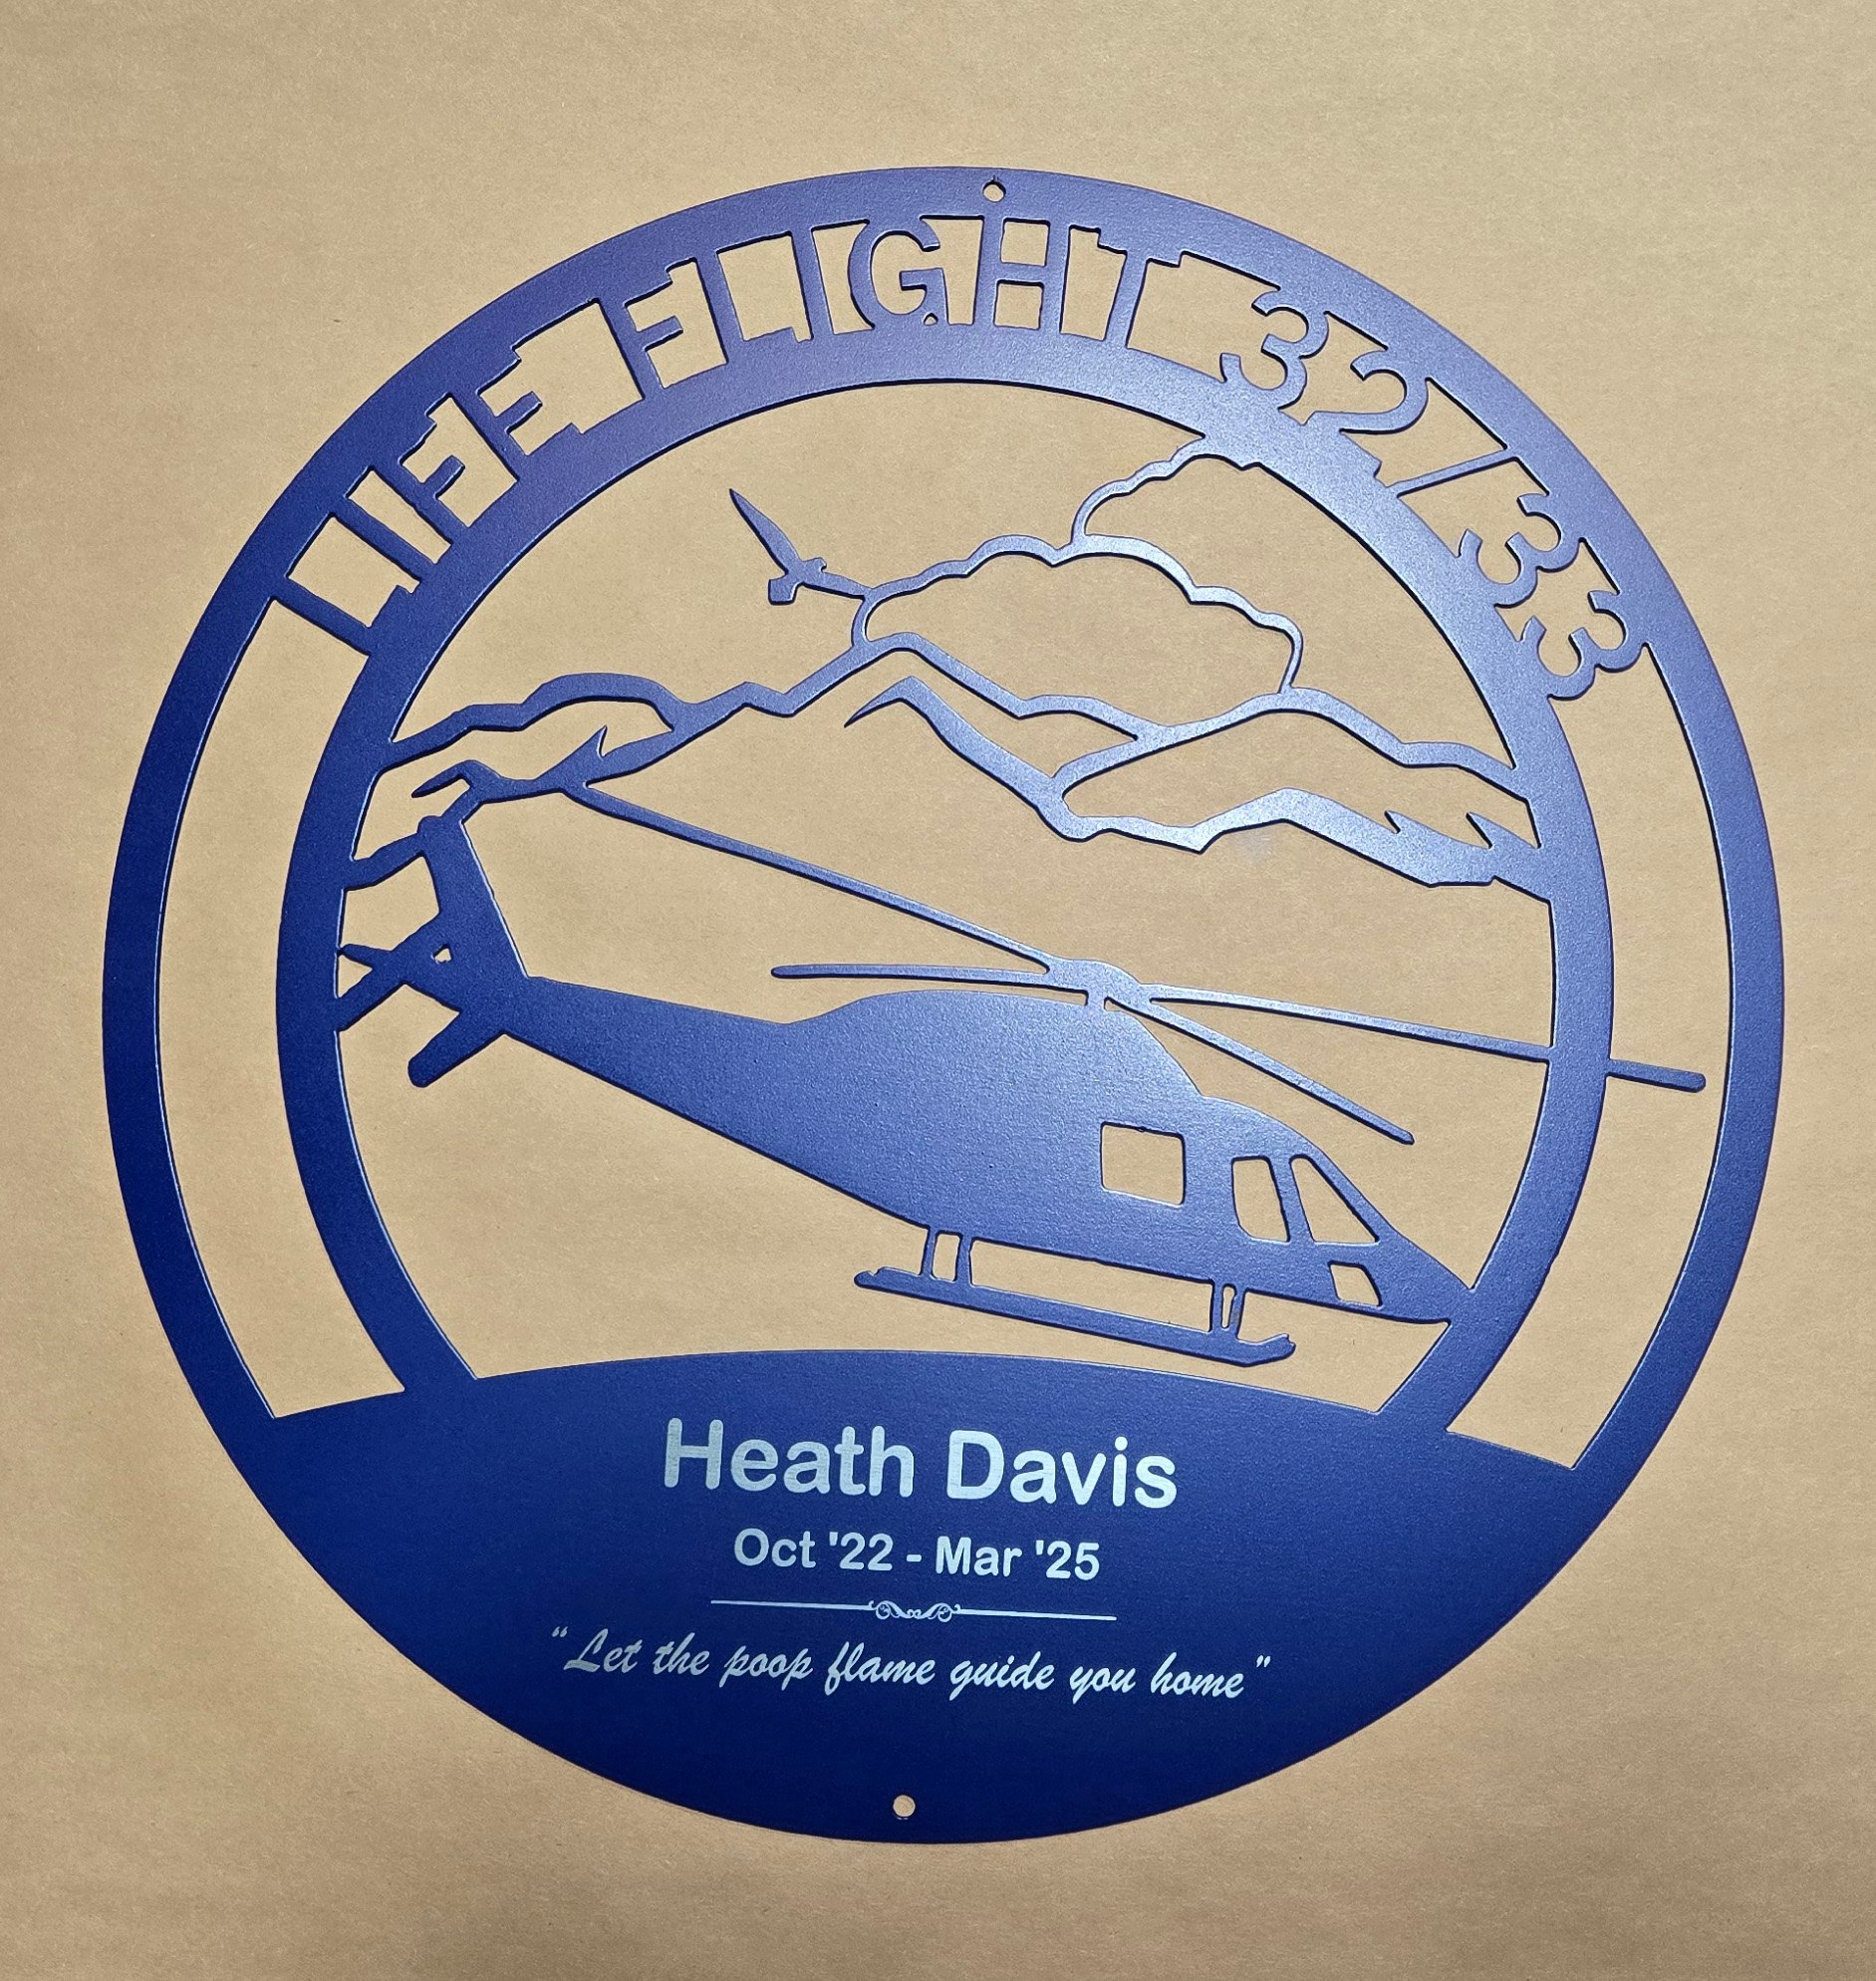 LIFE FLIGHT 32/33
Heath Davis
Oct '22 - Mar '25
“Let the poop flame guide you home”